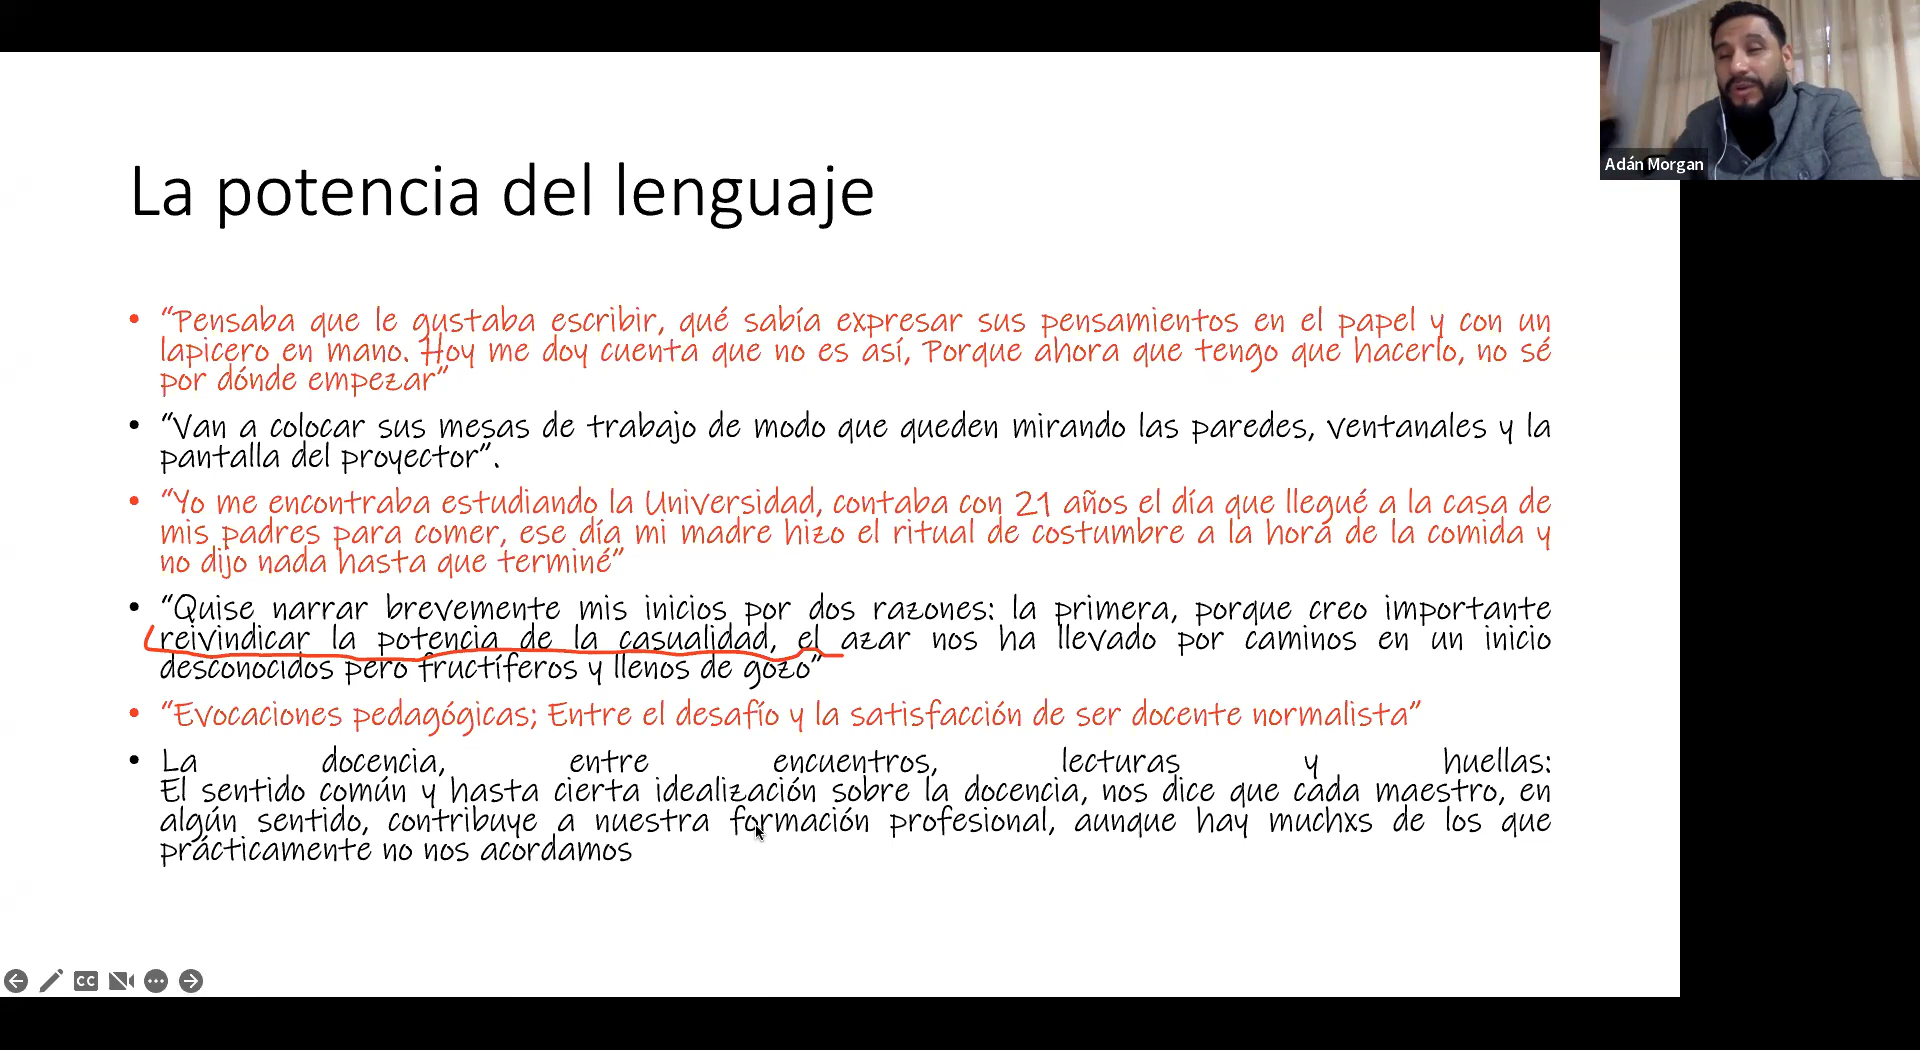 Adán Morgan
La potencia del lenguaje
• “Pensaba que le gustaba escribir, qué sabía expresar sus pensamientos en el papel y con un
lapicero en mano. Hoy me doy cuenta que no es así, Porque ahora que tengo que hacerlo, no sé
por dónde empezar”
• “Van a colocar sus mesas de trabajo de modo que queden mirando las paredes, ventanales y la
pantalla del proyector”.
• “Yo me encontraba estudiando la Universidad, contaba con 21 años el día que llegué a la casa de
mis padres para comer, ese día mi madre hizo el ritual de costumbre a la hora de la comida y
no dijo nada hasta que terminé”
• “Quise narrar brevemente mis inicios por dos razones: la primera, porque creo importante
reivindicar la potencia de la casualidad, el azar nos ha llevado por caminos en un inicio
desconocidos pero fructíferos y llenos de gozo”
• “Evocaciones pedagógicas; Entre el desafío y la satisfacción de ser docente normalista”
• La docencia, entre encuentros, lecturas y huellas:
El sentido común y hasta cierta idealización sobre la docencia, nos dice que cada maestro, en
algún sentido, contribuye a nuestra formación profesional, aunque hay muchxs de los que
prácticamente no nos acordamos
CC